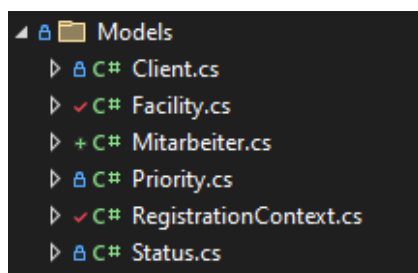 Models
C# Client.cs
C# Facility.cs
C# Mitarbeiter.cs
C# Priority.cs
C# RegistrationContext.cs
C# Status.cs